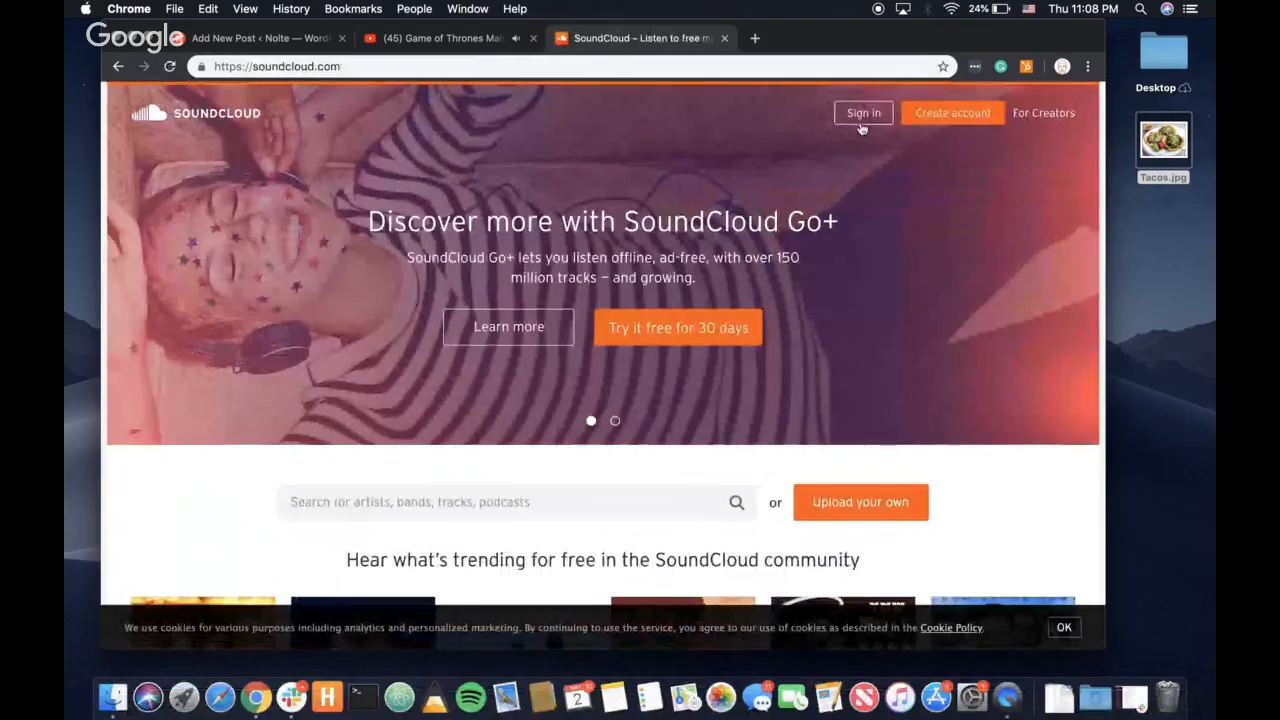 Chrome File Edit View History Bookmarks People Window Help
24% Thu 11:08 PM
Google
Add New Post ‹ Nolte — Word
(45) Game of Thrones Mai
SoundCloud – Listen to free m
https://soundcloud.com
Desktop
SOUNDCLOUD
Sign in
Create account
For Creators
Tacos.jpg
Discover more with SoundCloud Go+
SoundCloud Go+ lets you listen offline, ad-free, with over 150
million tracks — and growing.
Learn more
Try it free for 30 days
Search for artists, bands, tracks, podcasts
or
Upload your own
Hear what's trending for free in the SoundCloud community
We use cookies for various purposes including analytics and personalized marketing. By continuing to use the service, you agree to our use of cookies as described in the Cookie Policy.
OK
H
2